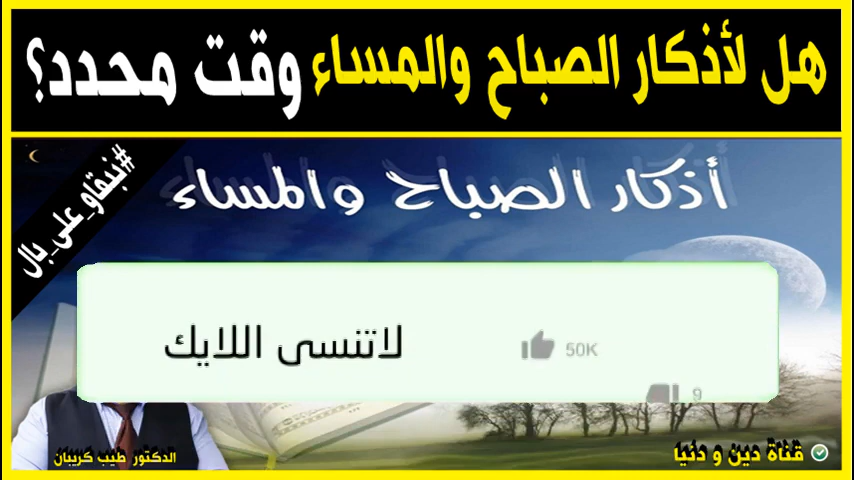 هل لأذكار الصباح والمساء وقت محدد؟
#نبقاو_على_بال
أذكار الصباح والمساء
لاتنسى اللايك
50K
9
الدكتور طيب كريبان
قناة دين و دنيا